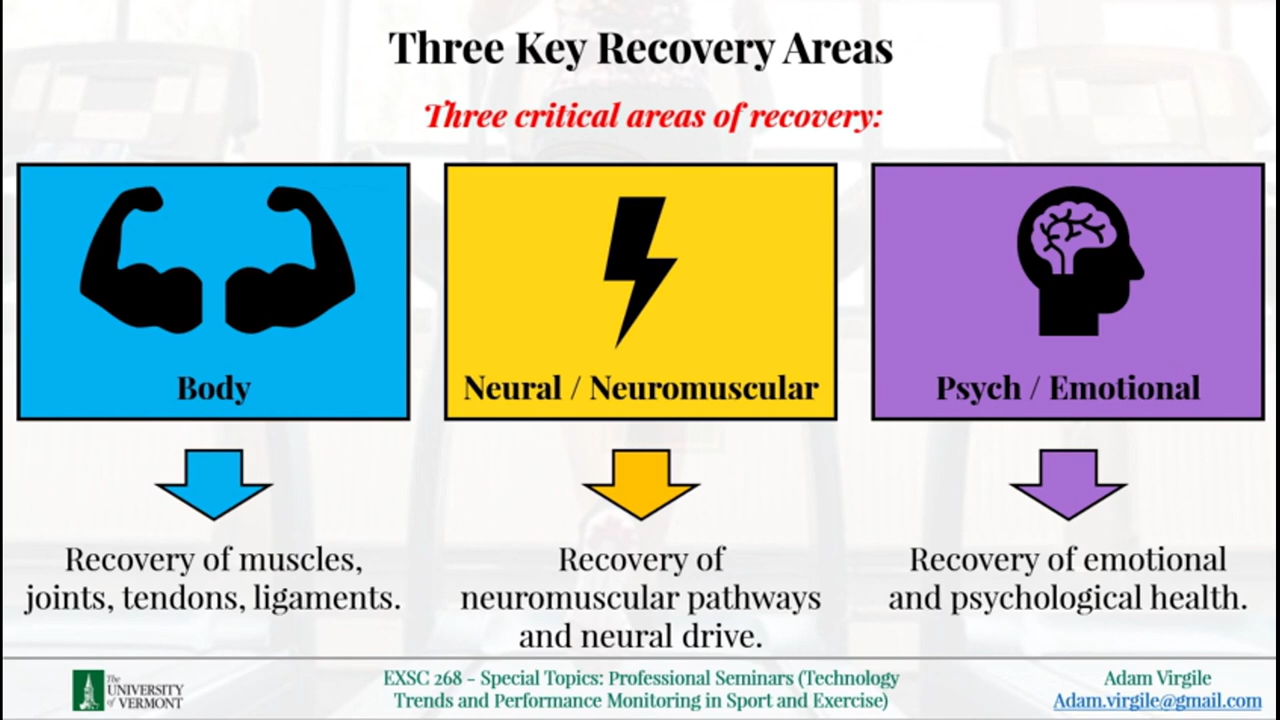 Three Key Recovery Areas
Three critical areas of recovery:
Body
Neural / Neuromuscular
Psych / Emotional
Recovery of muscles,
joints, tendons, ligaments.
Recovery of
neuromuscular pathways
and neural drive.
Recovery of emotional
and psychological health.
The
UNIVERSITY
of VERMONT
EXSC 268 – Special Topics: Professional Seminars (Technology
Trends and Performance Monitoring in Sport and Exercise)
Adam Virgile
Adam.virgile@gmail.com